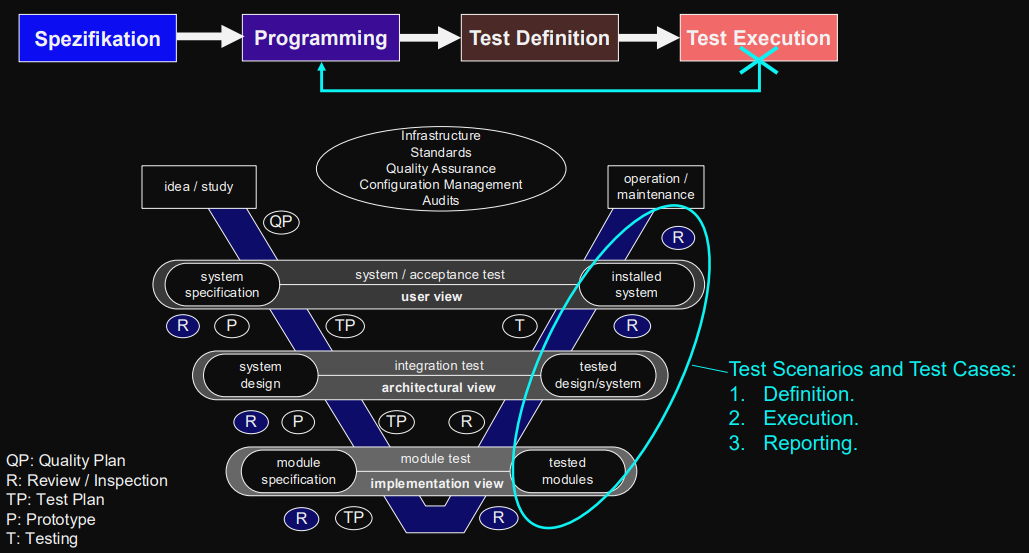 Spezifikation
Programming
Test Definition
Test Execution
Infrastructure
Standards
Quality Assurance
Configuration Management
Audits
idea / study
operation /
maintenance
QP
R
system
specification
system / acceptance test
user view
installed
system
R
P
TP
T
R
system
design
integration test
architectural view
tested
design/system
Test Scenarios and Test Cases:
1. Definition.
2. Execution.
3. Reporting.
R
P
TP
R
module
specification
module test
implementation view
tested
modules
R
TP
R
QP: Quality Plan
R: Review / Inspection
TP: Test Plan
P: Prototype
T: Testing